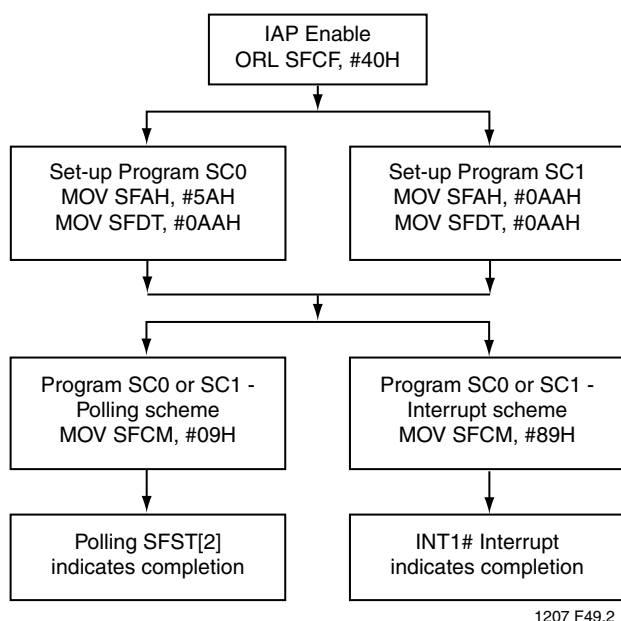 IAP Enable
ORL SFCF, #40H
Set-up Program SC0
MOV SFAH, #5AH
MOV SFDT, #0AAH
Set-up Program SC1
MOV SFAH, #0AAH
MOV SFDT, #0AAH
Program SC0 or SC1 -
Polling scheme
MOV SFCM, #09H
Program SC0 or SC1 -
Interrupt scheme
MOV SFCM, #89H
Polling SFST[2]
indicates completion
INT1# Interrupt
indicates completion
1207 F49.2